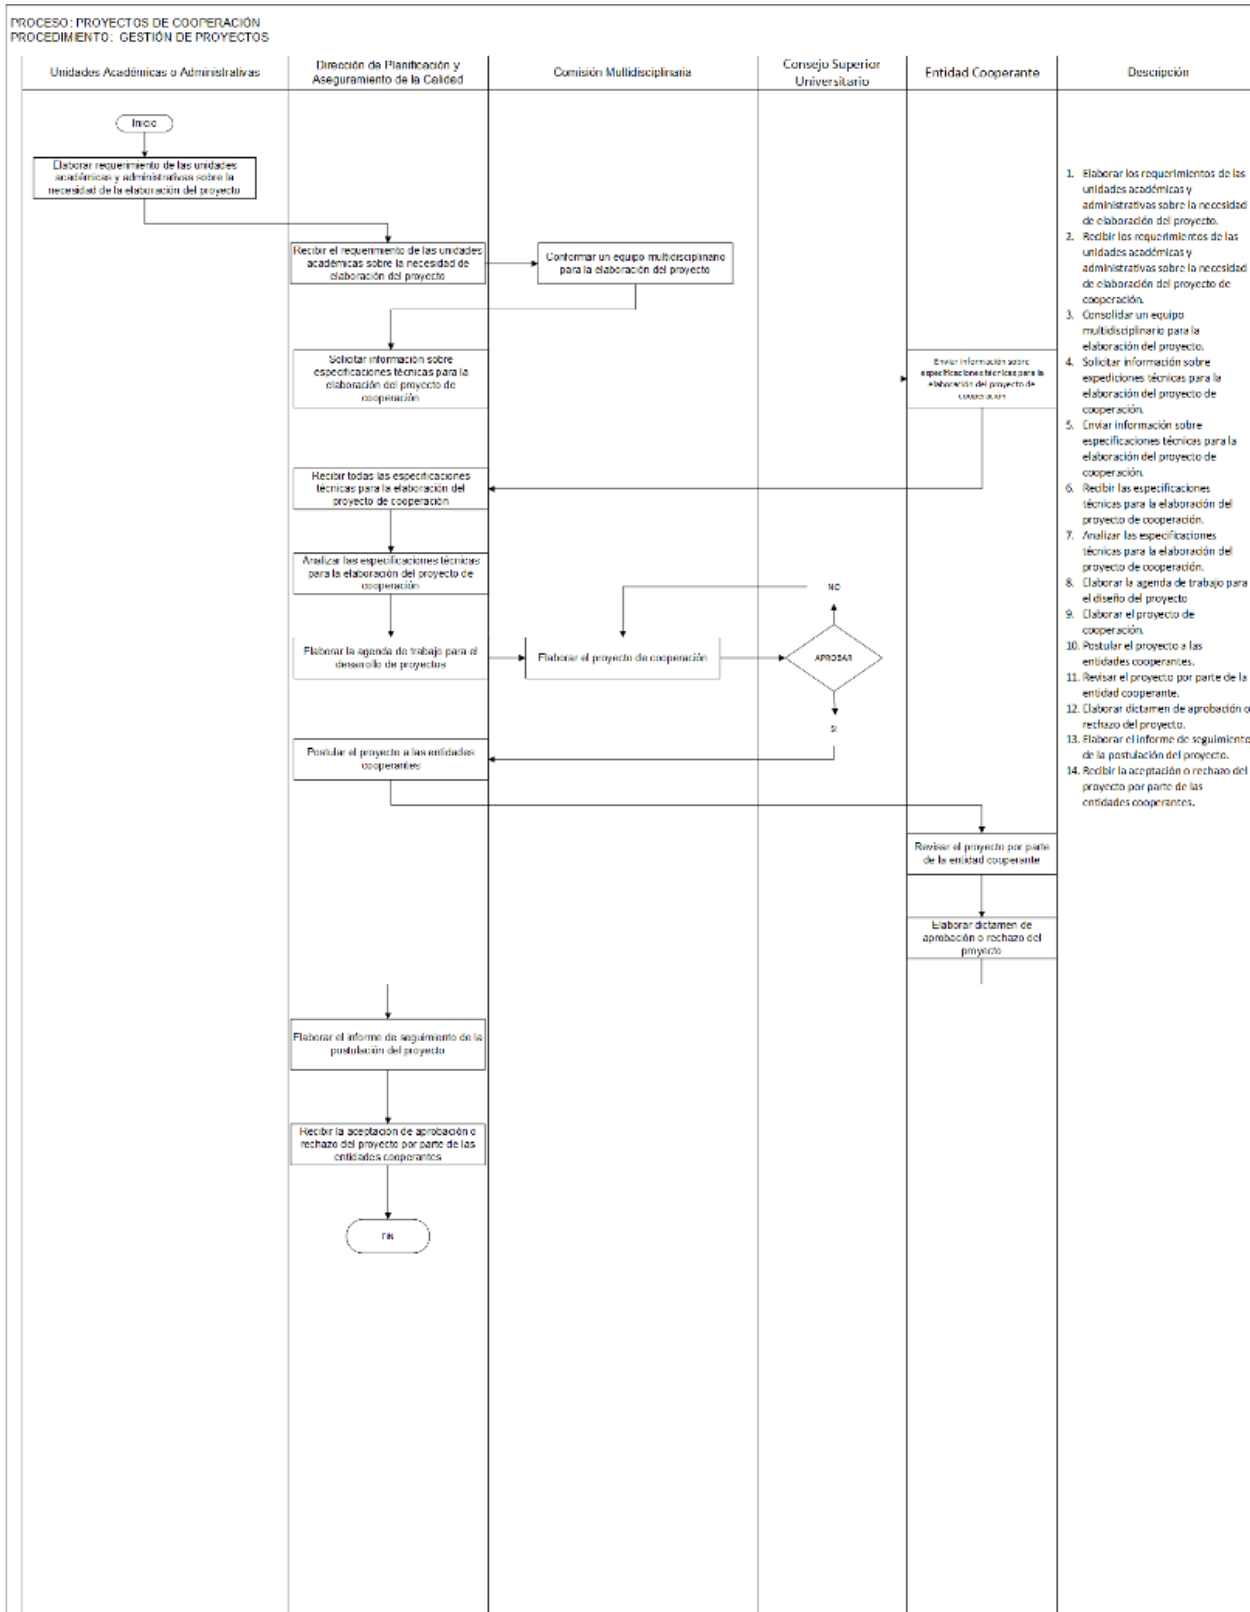 PROCESO: PROYECTOS DE COOPERACIÓN
PROCEDIMIENTO: GESTIÓN DE PROYECTOS
Unidades Académicas o Administrativas
Dirección de Planificación y
Aseguramiento de la Calidad
Comisión Multidisciplinaria
Consejo Superior
Universitario
Entidad Cooperante
Descripción
Inicio
Elaborar requerimiento de las unidades
académicas y administrativas sobre la
necesidad de la elaboración del proyecto
Recibir el requerimiento de las unidades
académicas sobre la necesidad de
elaboración del proyecto
Conformar un equipo multidisciplinario
para la elaboración del proyecto
Solicitar información sobre
especificaciones técnicas para la
elaboración del proyecto de
cooperación
Enviar información sobre
especificaciones técnicas para la
elaboración del proyecto de
cooperación
Recibir todas las especificaciones
técnicas para la elaboración del
proyecto de cooperación
Analizar las especificaciones técnicas
para la elaboración del proyecto de
cooperación
NO
Elaborar la agenda de trabajo para el
desarrollo de proyectos
Elaborar el proyecto de cooperación
APROBAR
SI
Postular el proyecto a las entidades
cooperantes
Revisar el proyecto por parte
de la entidad cooperante
Elaborar dictamen de
aprobación o rechazo del
proyecto
Elaborar el informe de seguimiento de la
postulación del proyecto
Recibir la aceptación de aprobación o
rechazo del proyecto por parte de las
entidades cooperantes
FIN
1. Elaborar los requerimientos de las
unidades académicas y
administrativas sobre la necesidad
de elaboración del proyecto.
2. Recibir los requerimientos de las
unidades académicas y
administrativas sobre la necesidad
de elaboración del proyecto de
cooperación.
3. Consolidar un equipo
multidisciplinario para la
elaboración del proyecto.
4. Solicitar información sobre
expediciones técnicas para la
elaboración del proyecto de
cooperación.
5. Enviar información sobre
especificaciones técnicas para la
elaboración del proyecto de
cooperación.
6. Recibir las especificaciones
técnicas para la elaboración del
proyecto de cooperación.
7. Analizar las especificaciones
técnicas para la elaboración del
proyecto de cooperación.
8. Elaborar la agenda de trabajo para
el diseño del proyecto
9. Elaborar el proyecto de
cooperación.
10. Postular el proyecto a las
entidades cooperantes.
11. Revisar el proyecto por parte de la
entidad cooperante.
12. Elaborar dictamen de aprobación o
rechazo del proyecto.
13. Elaborar el informe de seguimiento
de la postulación del proyecto.
14. Recibir la aceptación o rechazo del
proyecto por parte de las
entidades cooperantes.